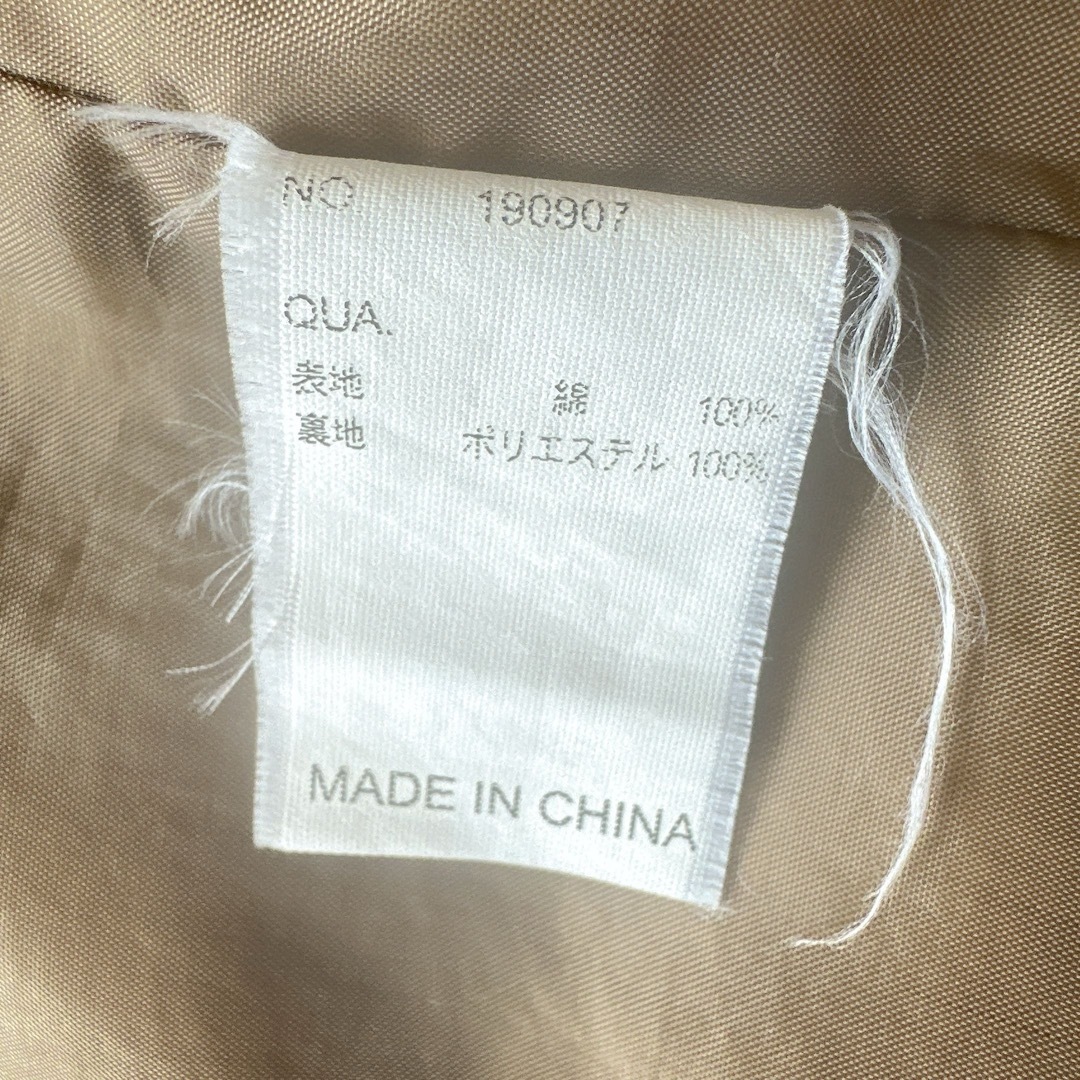 NO. 190907
QUA.
表地 綿 100%
裏地 ポリエステル 100%
MADE IN CHINA